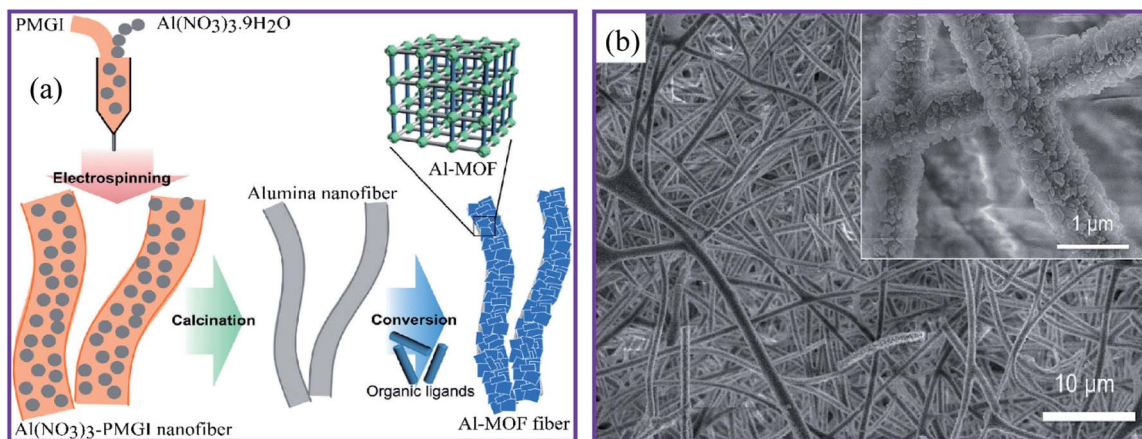 PMGI
Al(NO3)3.9H2O
(a)
Al-MOF
Electrospinning
Alumina nanofiber
Calcination
Conversion
Organic ligands
Al(NO3)3-PMGI nanofiber
Al-MOF fiber
(b)
1 μm
10 μm